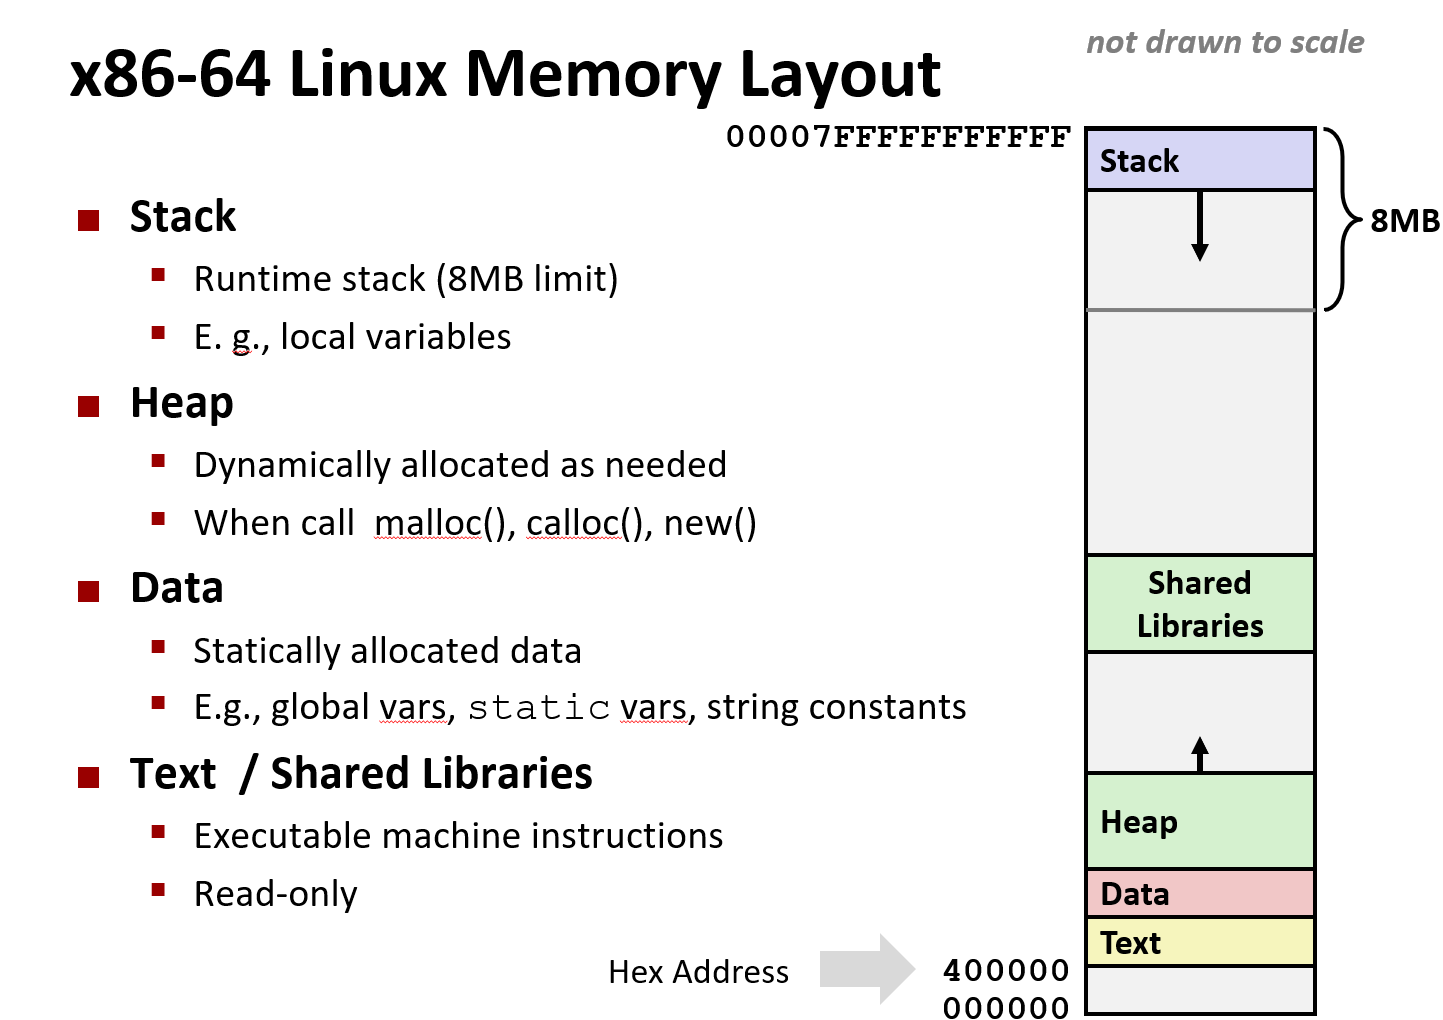 x86-64 Linux Memory Layout
not drawn to scale
00007FFFFFFFFFFF
Stack
8MB
Stack
Runtime stack (8MB limit)
E. g., local variables
Heap
Dynamically allocated as needed
When call  malloc(), calloc(), new()
Data
Statically allocated data
E.g., global vars, static vars, string constants
Text  / Shared Libraries
Executable machine instructions
Read-only
Shared
Libraries
Heap
Data
Text
Hex Address
400000
000000